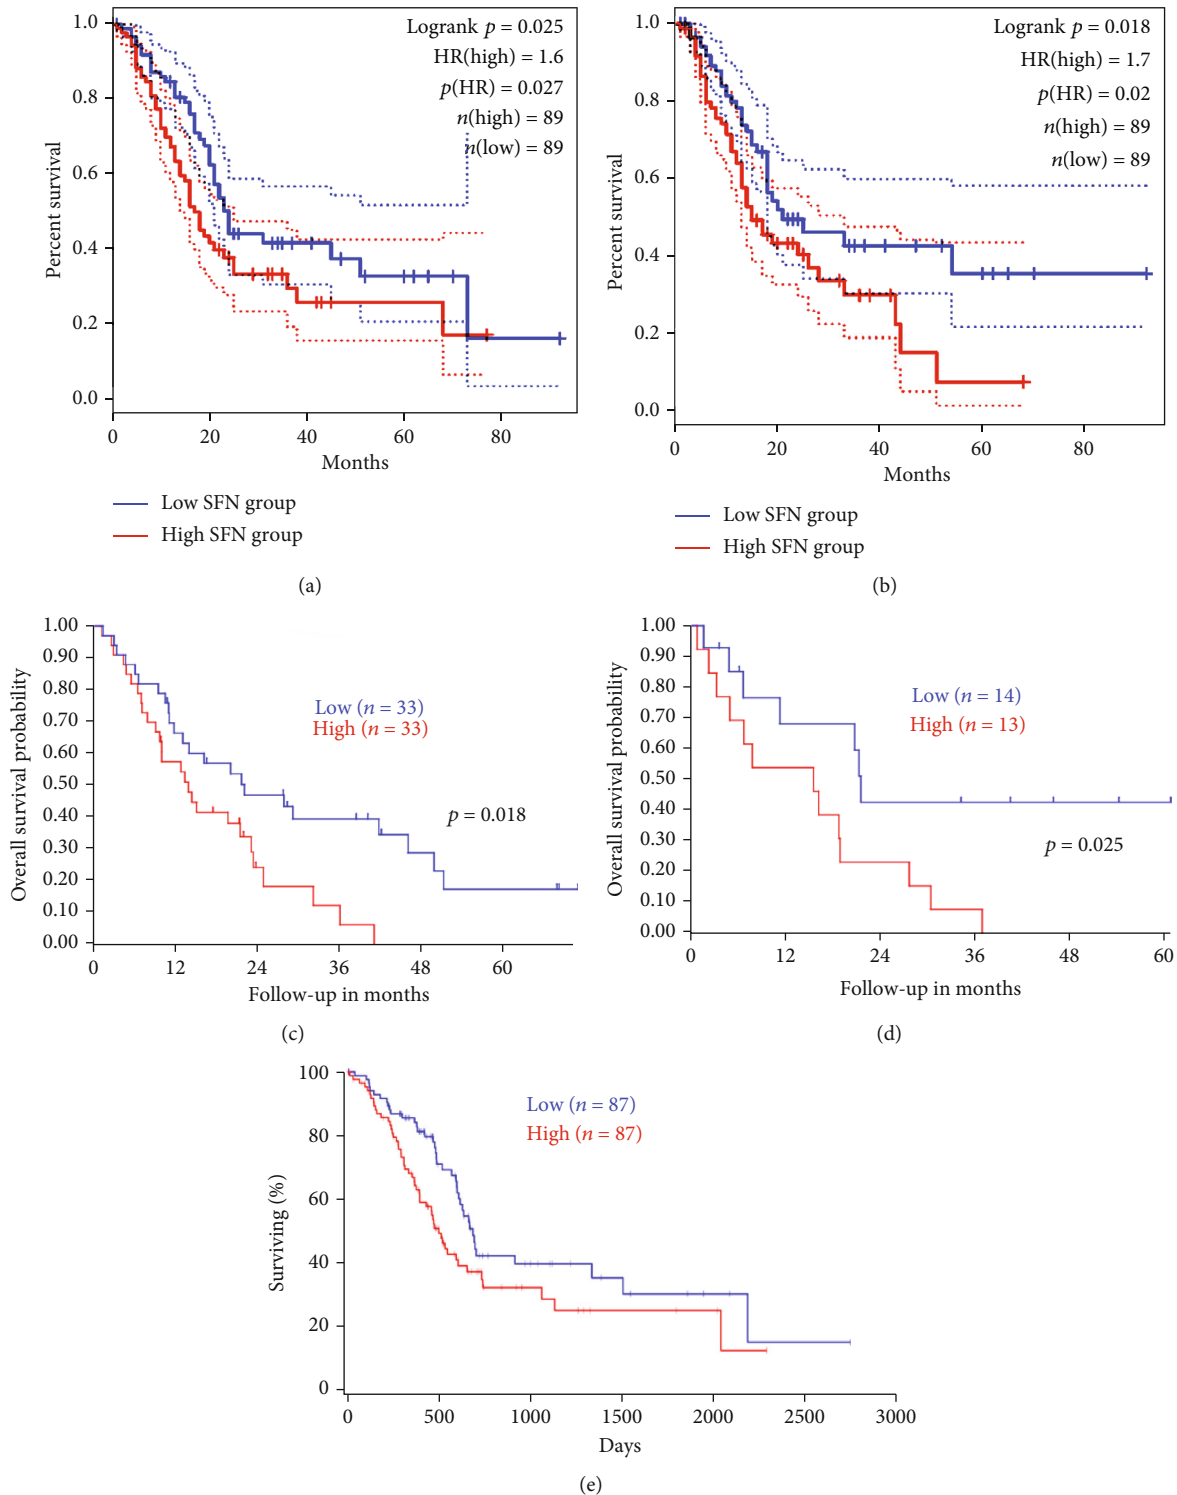 1.0
0.8
0.6
0.4
0.2
0.0
Percent survival
Logrank p = 0.025
HR(high) = 1.6
p(HR) = 0.027
n(high) = 89
n(low) = 89
0 20 40 60 80
Months
Low SFN group
High SFN group
(a)
1.0
0.8
0.6
0.4
0.2
0.0
Percent survival
Logrank p = 0.018
HR(high) = 1.7
p(HR) = 0.02
n(high) = 89
n(low) = 89
0 20 40 60 80
Months
Low SFN group
High SFN group
(b)
1.00
0.90
0.80
0.70
0.60
0.50
0.40
0.30
0.20
0.10
0.00
Overall survival probability
Low (n = 33)
High (n = 33)
p = 0.018
0 12 24 36 48 60
Follow-up in months
(c)
1.00
0.90
0.80
0.70
0.60
0.50
0.40
0.30
0.20
0.10
0.00
Overall survival probability
Low (n = 14)
High (n = 13)
p = 0.025
0 12 24 36 48 60
Follow-up in months
(d)
100
80
60
40
20
0
Surviving (%)
Low (n = 87)
High (n = 87)
0 500 1000 1500 2000 2500 3000
Days
(e)